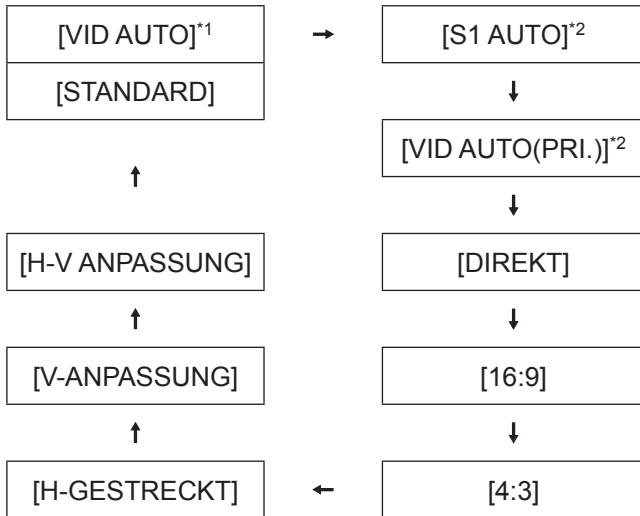 [VID AUTO]*1
[STANDARD]
[S1 AUTO]*2
[VID AUTO(PRI.)]*2
[DIREKT]
[16:9]
[4:3]
[H-GESTRECKT]
[V-ANPASSUNG]
[H-V ANPASSUNG]